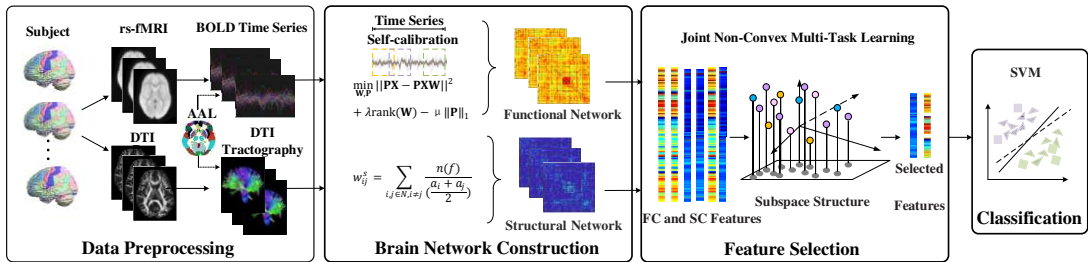 Subject
rs-fMRI
BOLD Time Series
AAL
DTI
DTI
Tractography
Data Preprocessing
Time Series
Self-calibration
min ||PX − PXW||²
W,P
+ λrank(W) − μ‖P‖₁
Functional Network
w_{ij}^s = ∑_{i,j∈N,i≠j} n(f) / ((a_i + a_j) / 2)
Structural Network
Brain Network Construction
Joint Non-Convex Multi-Task Learning
FC and SC Features
Subspace Structure
Selected
Features
Feature Selection
SVM
Classification